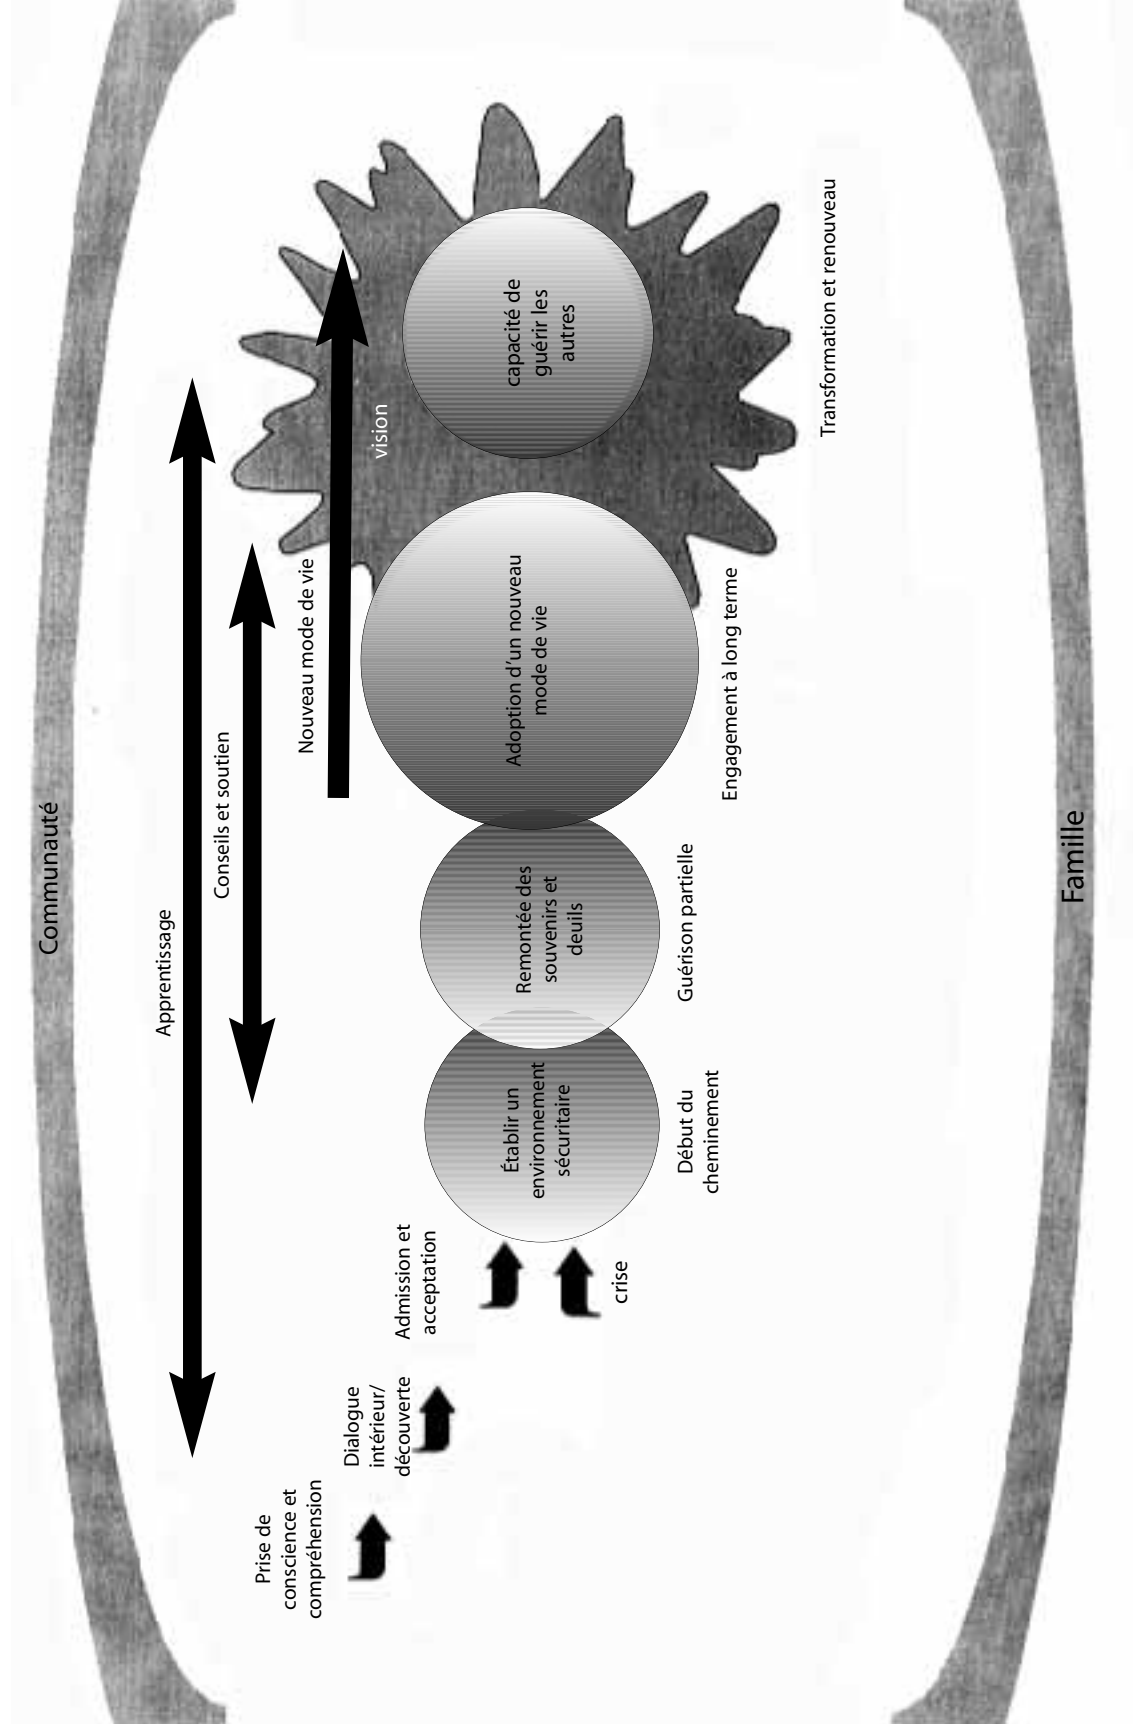 Communauté
Apprentissage
Conseils et soutien
Nouveau mode de vie
vision
Prise de
conscience et
compréhension
Dialogue
intérieur/
découverte
Admission et
acceptation
crise
Établir un
environnement
sécuritaire
Remontée des
souvenirs et
deuils
Adoption d'un nouveau
mode de vie
capacité de
guérir les
autres
Début du
cheminement
Guérison partielle
Engagement à long terme
Transformation et renouveau
Famille